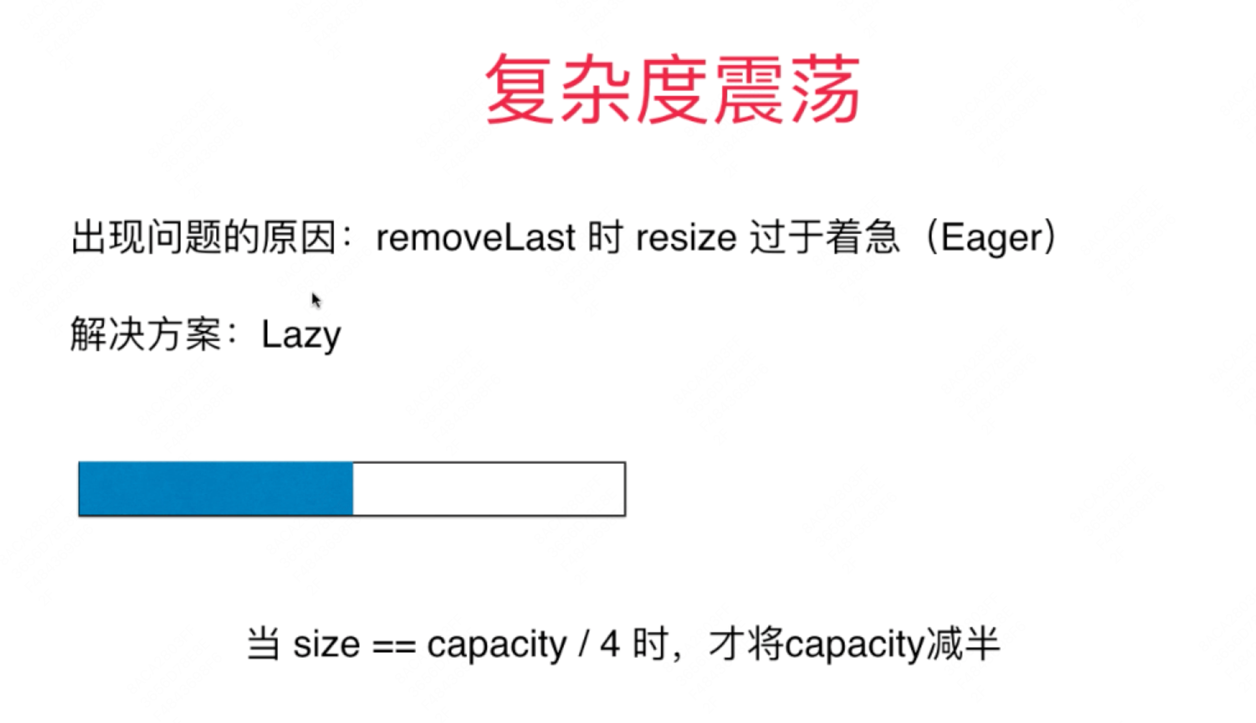 复杂度震荡
出现问题的原因：removeLast 时 resize 过于着急（Eager）
解决方案：Lazy
当 size == capacity / 4 时，才将capacity减半